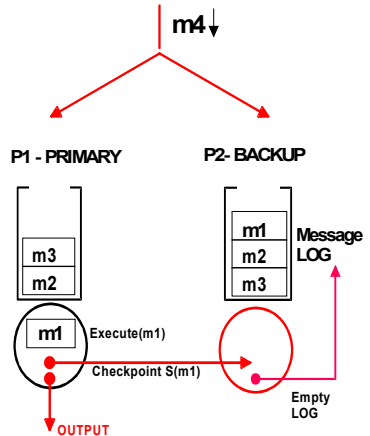 m4
P1 - PRIMARY
P2- BACKUP
m3
m2
m1
m2
m3
Message
LOG
m1
Execute(m1)
Checkpoint S(m1)
Empty
LOG
OUTPUT